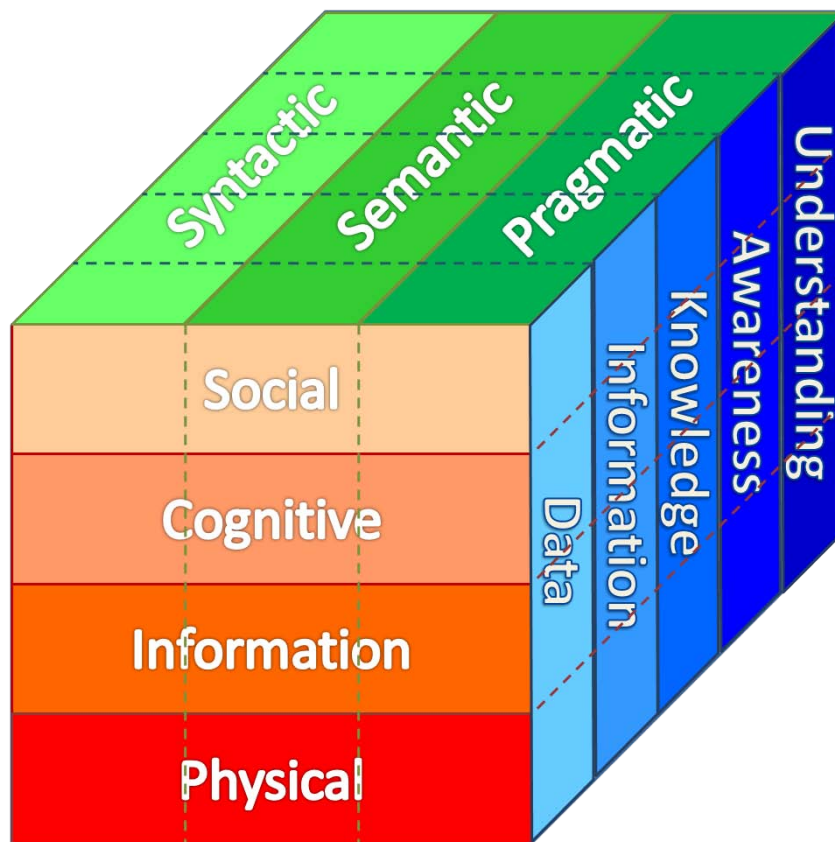 Syntactic
Semantic
Pragmatic
Social
Cognitive
Information
Physical
Data
Information
Knowledge
Awareness
Understanding